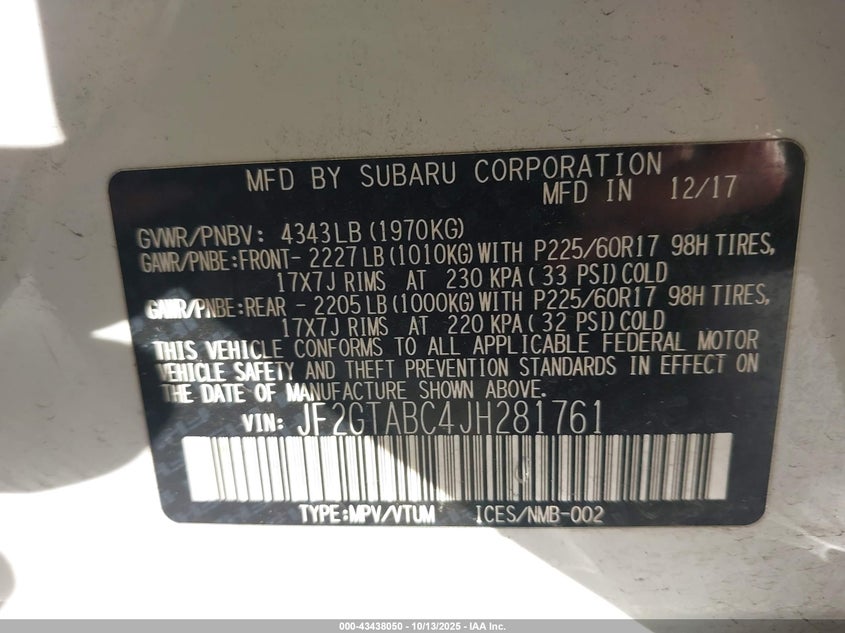 MFD BY SUBARU CORPORATION
MFD IN 12/17
GVWR/PNBV: 4343LB (1970KG)
GAWR/PNBE:FRONT- 2227LB (1010KG) WITH P225/60R17 98H TIRES,
17X7J RIMS AT 230 KPA ( 33 PSI) COLD
GAWR/PNBE:REAR - 2205LB (1000KG) WITH P225/60R17 98H TIRES,
17X7J RIMS AT 220 KPA ( 32 PSI) COLD
THIS VEHICLE CONFORMS TO ALL APPLICABLE FEDERAL MOTOR
VEHICLE SAFETY AND THEFT PREVENTION STANDARDS IN EFFECT ON
THE DATE OF MANUFACTURE SHOWN ABOVE.
VIN: JF2GTABC4JH281761
TYPE:MPV/VTUM ICES/NMB-002
000-43438050 - 10/13/2025 - IAA Inc.